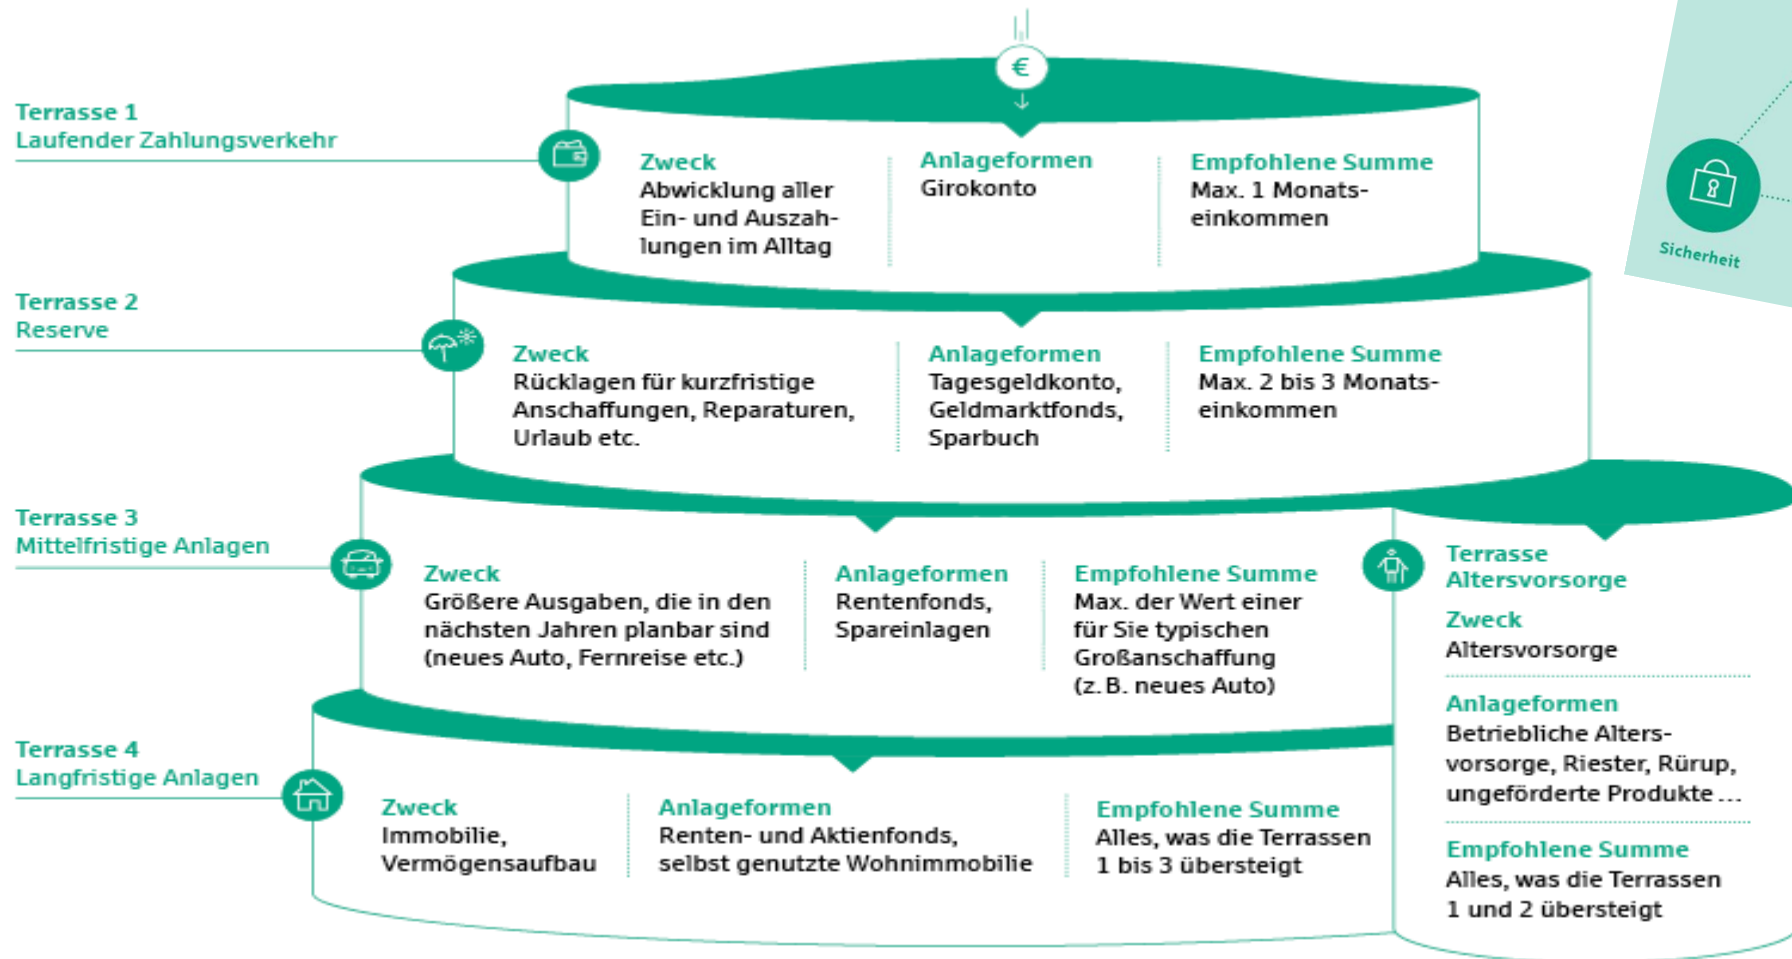 €
Terrasse 1
Laufender Zahlungsverkehr
Zweck
Abwicklung aller
Ein- und Auszah-
lungen im Alltag
Anlageformen
Girokonto
Empfohlene Summe
Max. 1 Monats-
einkommen
Sicherheit
Terrasse 2
Reserve
Zweck
Rücklagen für kurzfristige
Anschaffungen, Reparaturen,
Urlaub etc.
Anlageformen
Tagesgeldkonto,
Geldmarktfonds,
Sparbuch
Empfohlene Summe
Max. 2 bis 3 Monats-
einkommen
Terrasse 3
Mittelfristige Anlagen
Zweck
Größere Ausgaben, die in den
nächsten Jahren planbar sind
(neues Auto, Fernreise etc.)
Anlageformen
Rentenfonds,
Spareinlagen
Empfohlene Summe
Max. der Wert einer
für Sie typischen
Großanschaffung
(z. B. neues Auto)
Terrasse
Altersvorsorge
Zweck
Altersvorsorge
Anlageformen
Betriebliche Alters-
vorsorge, Riester, Rürup,
ungeförderte Produkte ...
Empfohlene Summe
Alles, was die Terrassen
1 und 2 übersteigt
Terrasse 4
Langfristige Anlagen
Zweck
Immobilie,
Vermögensaufbau
Anlageformen
Renten- und Aktienfonds,
selbst genutzte Wohnimmobilie
Empfohlene Summe
Alles, was die Terrassen
1 bis 3 übersteigt